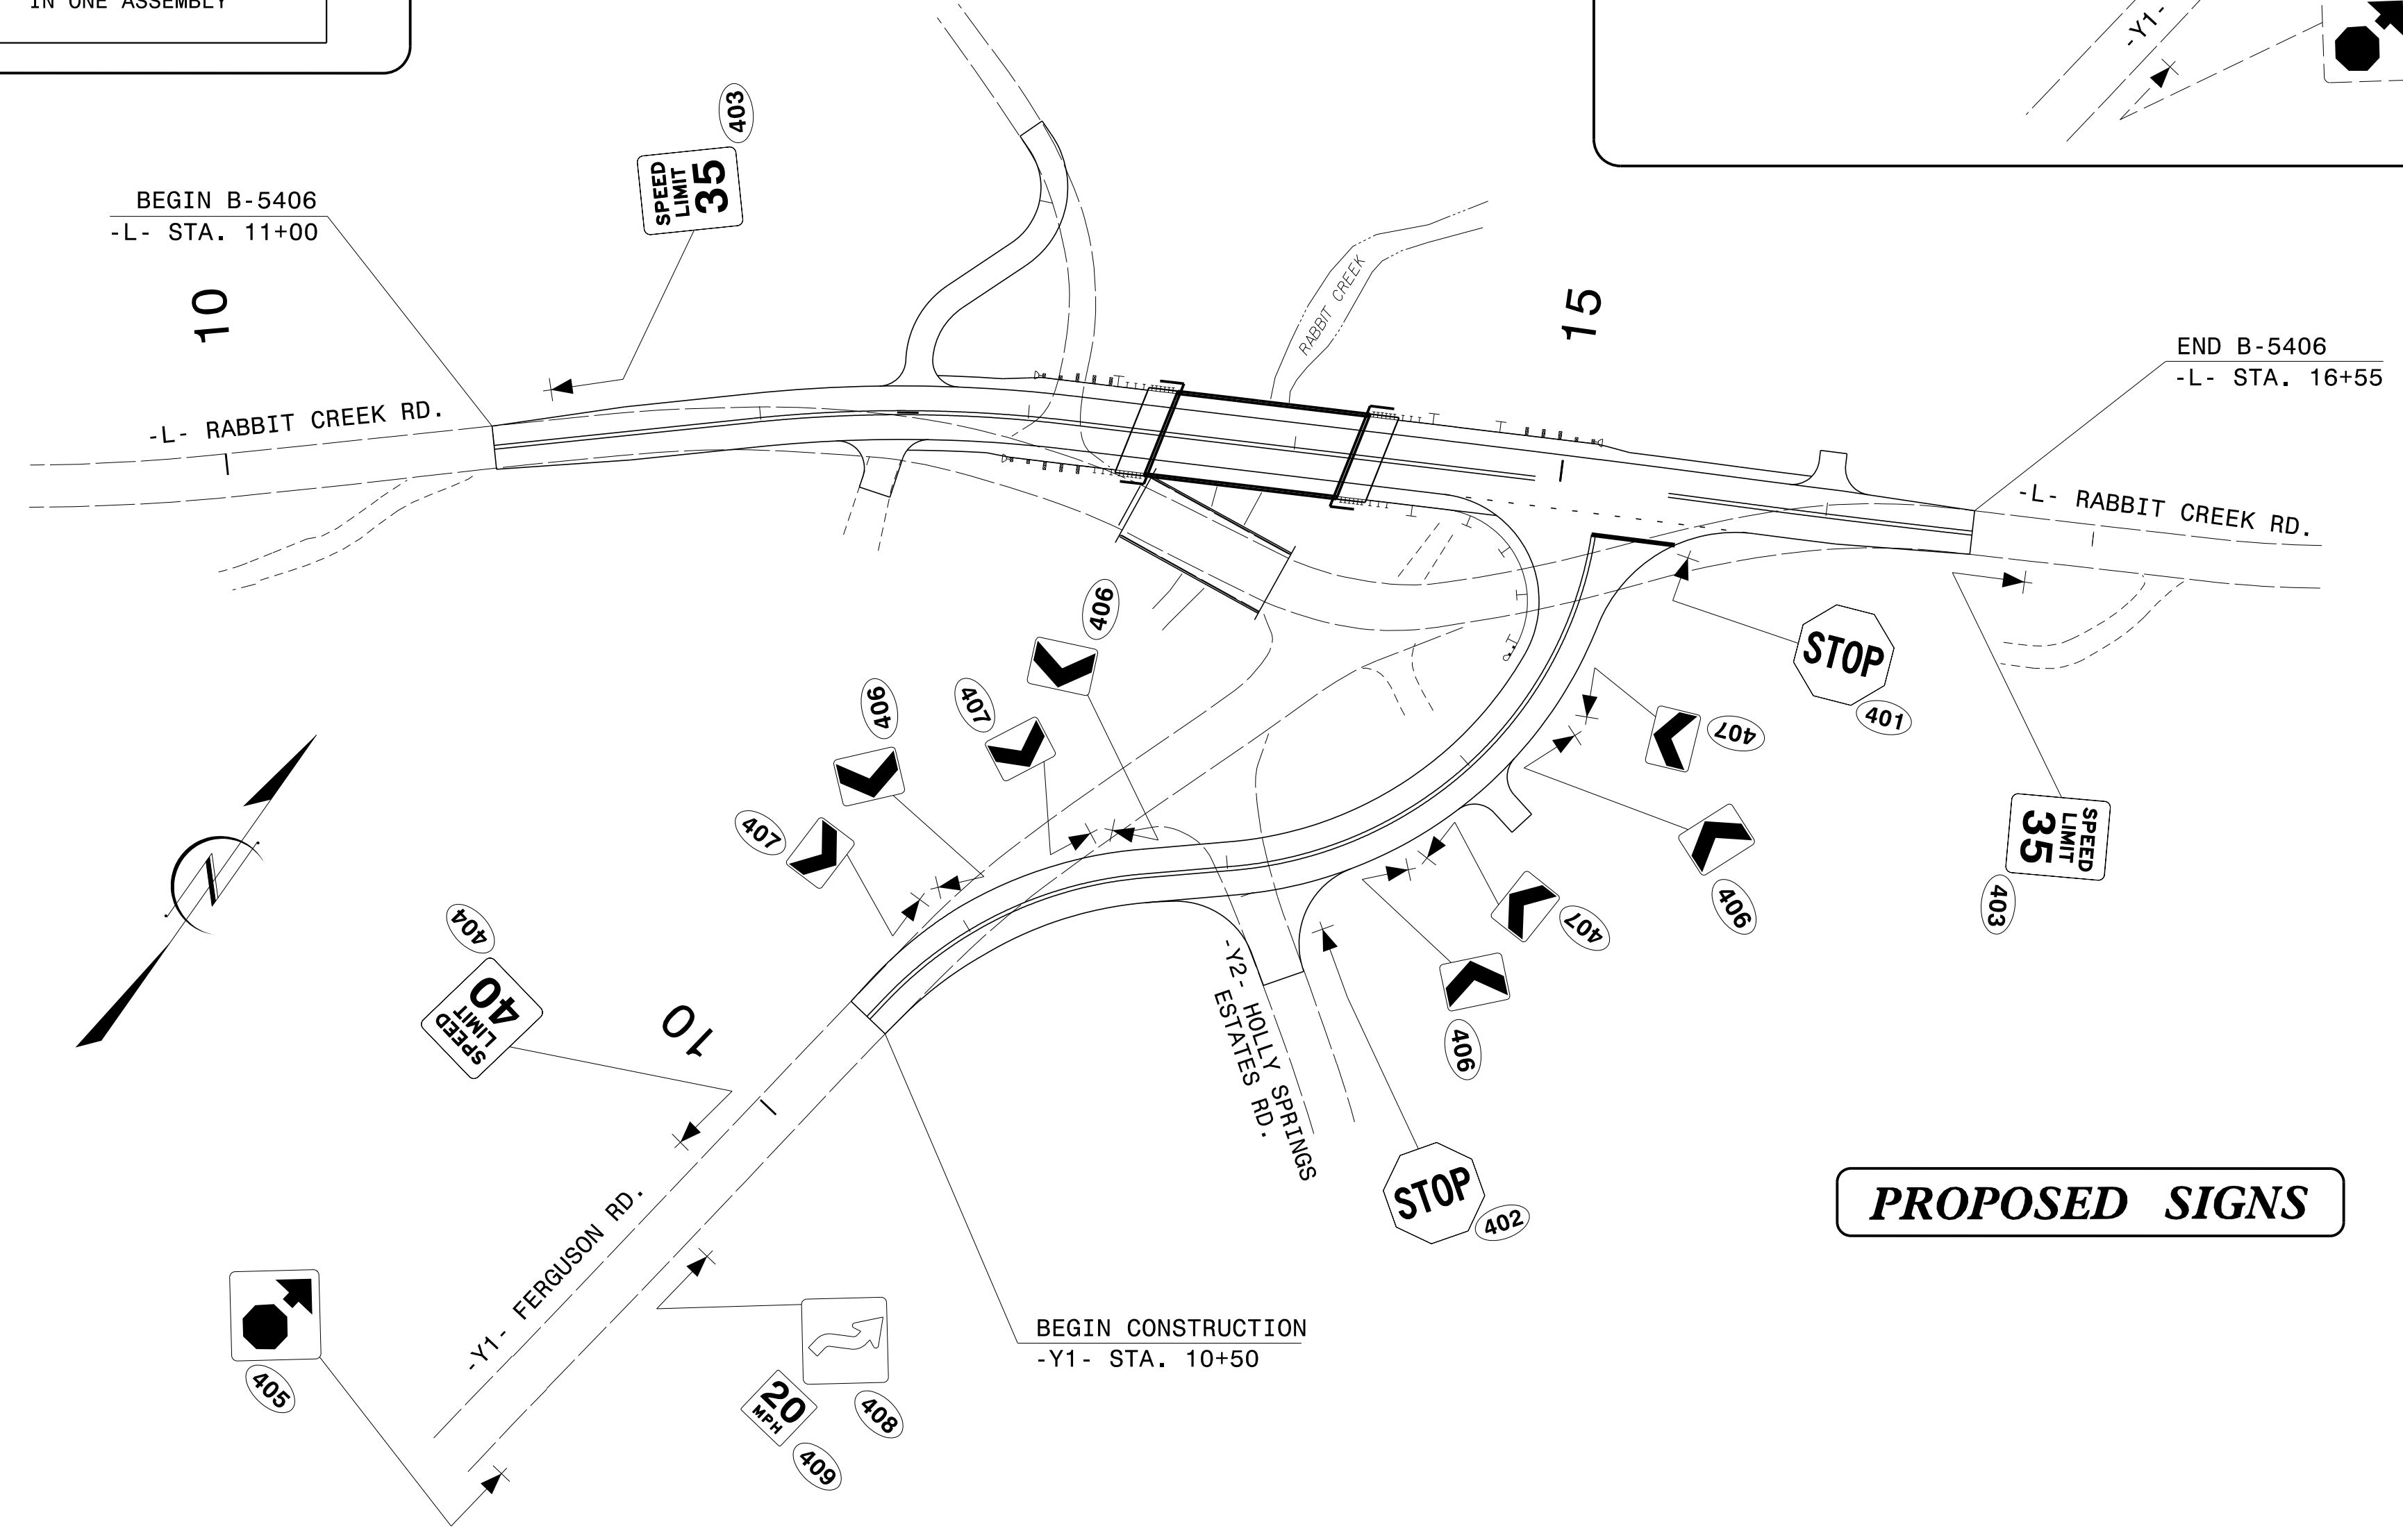 IN ONE ASSEMBLY
-Y1-
403
SPEED
LIMIT
35
BEGIN B-5406
-L- STA. 11+00
10
RABBIT CREEK
15
END B-5406
-L- STA. 16+55
-L- RABBIT CREEK RD.
-L- RABBIT CREEK RD.
406
STOP
401
406
407
407
407
SPEED
LIMIT
35
403
406
407
406
404
SPEED
LIMIT
40
10
-Y2- HOLLY SPRINGS
ESTATES RD.
STOP
402
PROPOSED SIGNS
-Y1- FERGUSON RD.
405
BEGIN CONSTRUCTION
-Y1- STA. 10+50
20
MPH
408
409